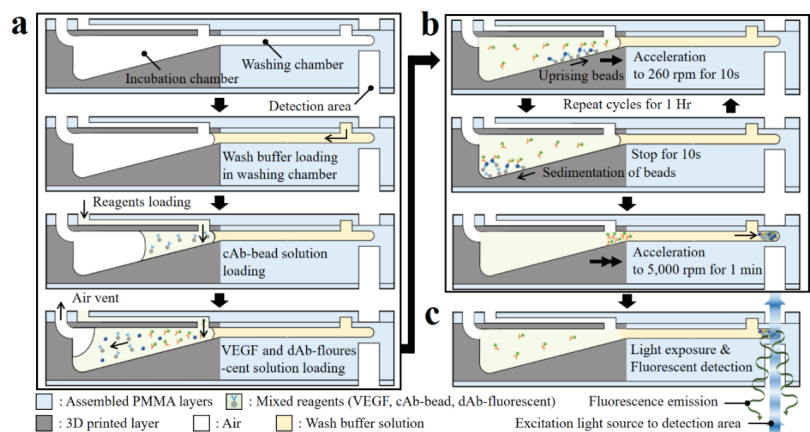 a
Incubation chamber
Washing chamber
Detection area
Wash buffer loading
in washing chamber
Reagents loading
cAb-bead solution
loading
Air vent
VEGF and dAb-floures
-cent solution loading
b
Uprising beads
Acceleration
to 260 rpm for 10s
Repeat cycles for 1 Hr
Stop for 10s
Sedimentation of beads
Acceleration
to 5,000 rpm for 1 min
c
Light exposure &
Fluorescent detection
Fluorescence emission
Excitation light source to detection area
: Assembled PMMA layers
: Mixed reagents (VEGF, cAb-bead, dAb-fluorescent)
: 3D printed layer
: Air
: Wash buffer solution